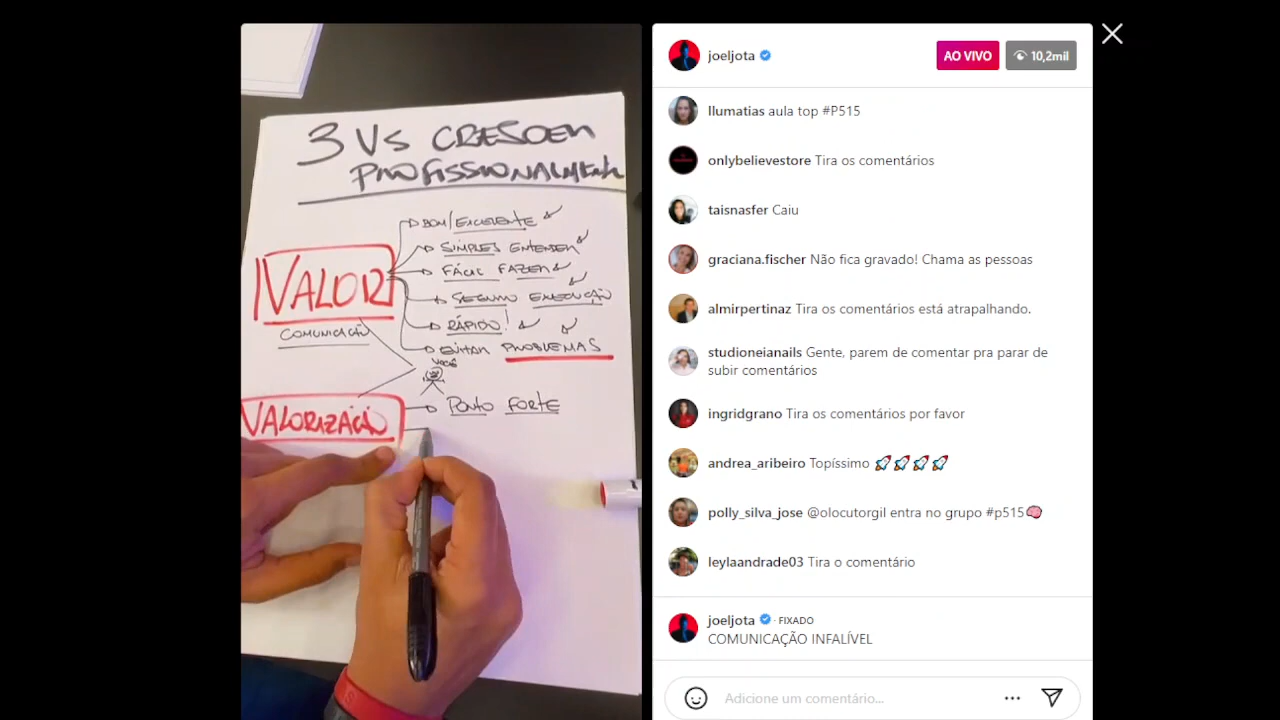 3 Vs CRESCER
PROFISSIONALMENTE
BOM/EXCELENTE
SIMPLES ENTENDER
FÁCIL FAZER
SEGURO EXECUÇÃO
RÁPIDO!
EVITAR PROBLEMAS
VALOR
COMUNICAÇÃO
VOCÊ
VALORIZAÇÃO
PONTO FORTE
joeljota
AO VIVO
10,2mil
llumatias aula top #P515
onlybelievestore Tira os comentários
taisnasfer Caiu
graciana.fischer Não fica gravado! Chama as pessoas
almirpertinaz Tira os comentários está atrapalhando.
studioneianails Gente, parem de comentar pra parar de
subir comentários
ingridgrano Tira os comentários por favor
andrea_aribeiro Topíssimo 🚀🚀🚀🚀
polly_silva_jose @olocutorgil entra no grupo #p515🧠
leylaandrade03 Tira o comentário
joeljota · FIXADO
COMUNICAÇÃO INFALÍVEL
Adicione um comentário...